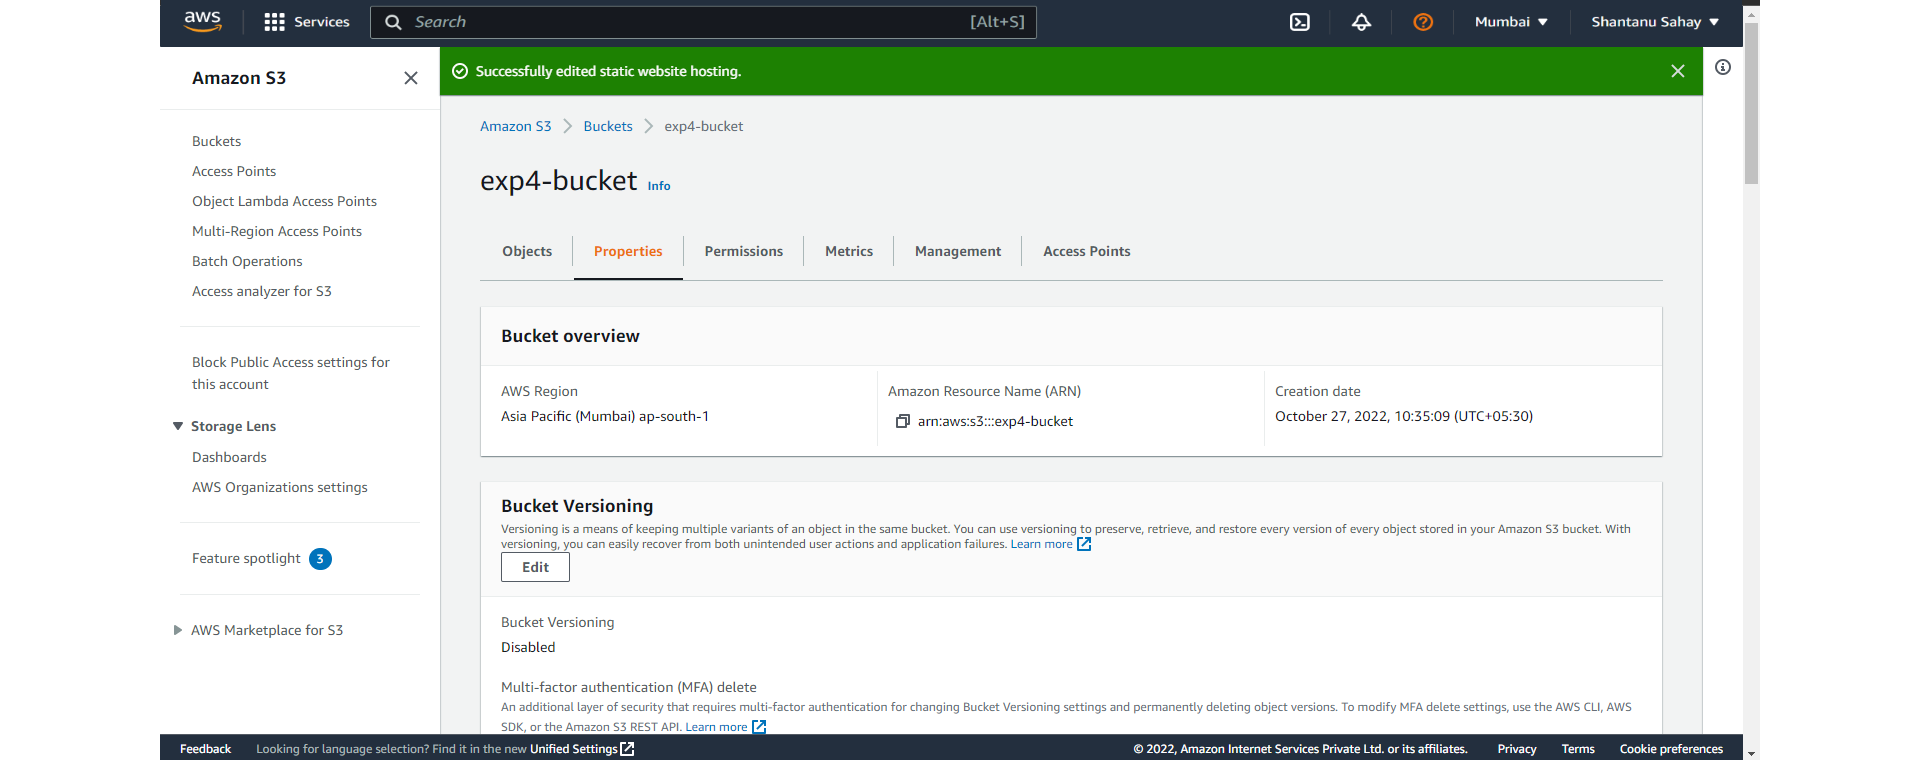 aws
Services
Search
[Alt+S]
Mumbai
Shantanu Sahay
Amazon S3
Buckets
Access Points
Object Lambda Access Points
Multi-Region Access Points
Batch Operations
Access analyzer for S3
Block Public Access settings for
this account
Storage Lens
Dashboards
AWS Organizations settings
Feature spotlight 3
AWS Marketplace for S3
Successfully edited static website hosting.
Amazon S3 > Buckets > exp4-bucket
exp4-bucket Info
Objects
Properties
Permissions
Metrics
Management
Access Points
Bucket overview
AWS Region
Asia Pacific (Mumbai) ap-south-1
Amazon Resource Name (ARN)
arn:aws:s3:::exp4-bucket
Creation date
October 27, 2022, 10:35:09 (UTC+05:30)
Bucket Versioning
Versioning is a means of keeping multiple variants of an object in the same bucket. You can use versioning to preserve, retrieve, and restore every version of every object stored in your Amazon S3 bucket. With
versioning, you can easily recover from both unintended user actions and application failures. Learn more
Edit
Bucket Versioning
Disabled
Multi-factor authentication (MFA) delete
An additional layer of security that requires multi-factor authentication for changing Bucket Versioning settings and permanently deleting object versions. To modify MFA delete settings, use the AWS CLI, AWS
SDK, or the Amazon S3 REST API. Learn more
Feedback
Looking for language selection? Find it in the new Unified Settings
© 2022, Amazon Internet Services Private Ltd. or its affiliates.
Privacy
Terms
Cookie preferences